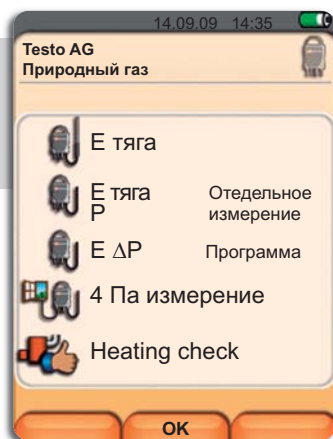 14.09.09 14:35
Testo AG
Природный газ
E тяга
E тяга
P
Отедельное
измерение
E ΔP
Программа
4 Па измерение
Heating check
OK